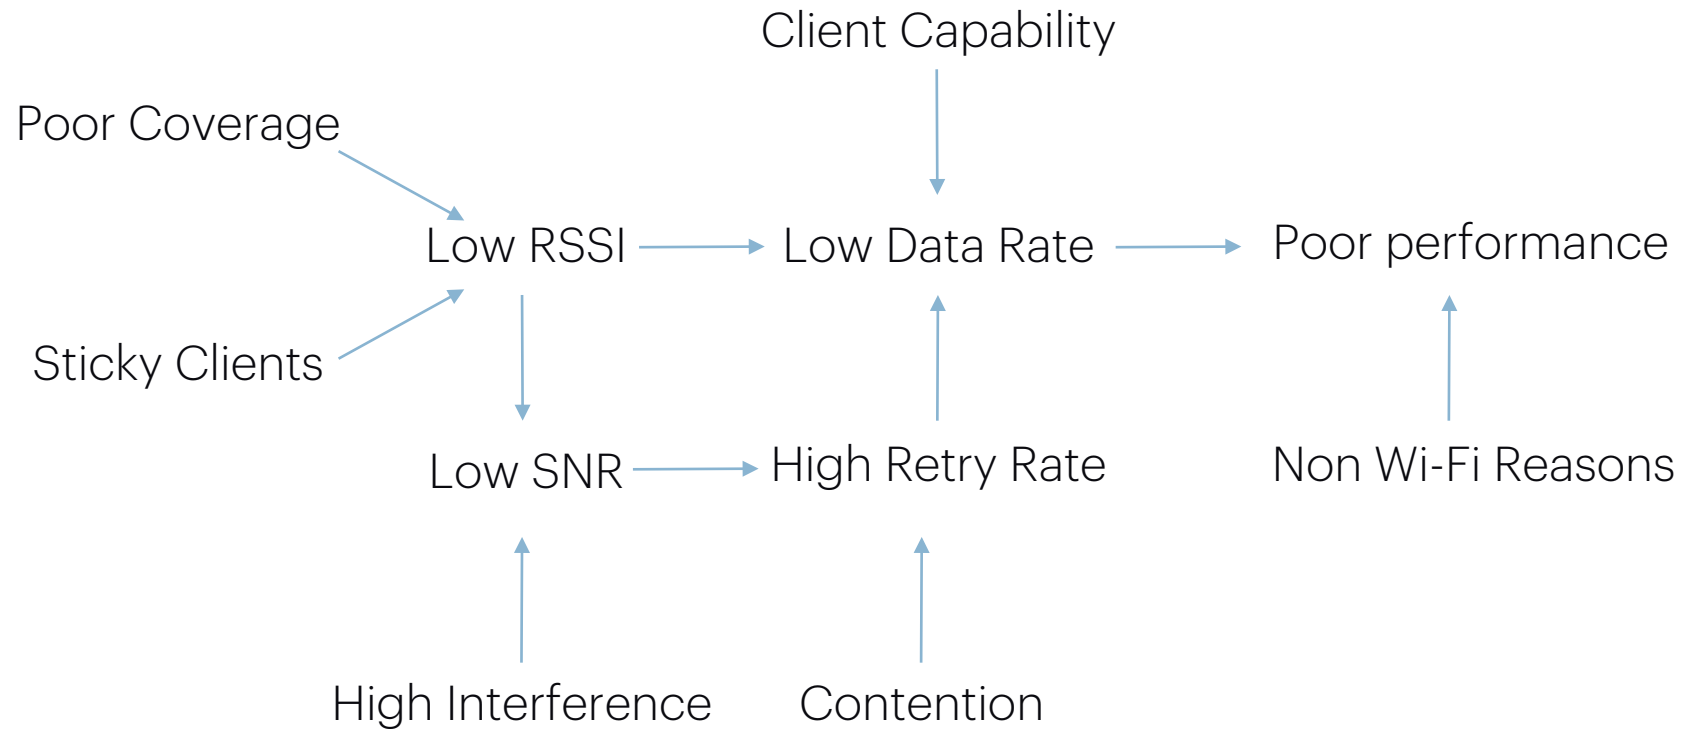 Client Capability
Poor Coverage
Low RSSI
Low Data Rate
Poor performance
Sticky Clients
Low SNR
High Retry Rate
Non Wi-Fi Reasons
High Interference
Contention